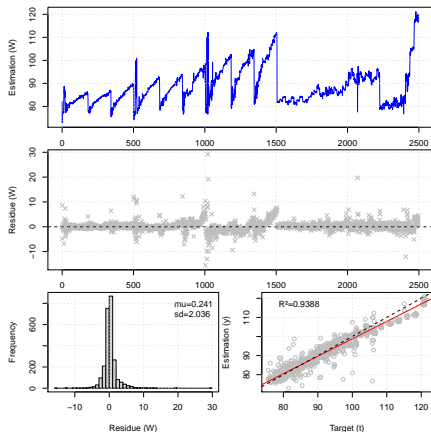 120
110
100
90
80
Estimation (W)
0 500 1000 1500 2000 2500
30
20
10
0
−10
Residue (W)
0 500 1000 1500 2000 2500
mu=0.241
sd=2.036
800
400
0
Frequency
−10 0 10 20 30
Residue (W)
R²=0.9388
110
100
90
80
Estimation (y)
80 90 100 110 120
Target (t)